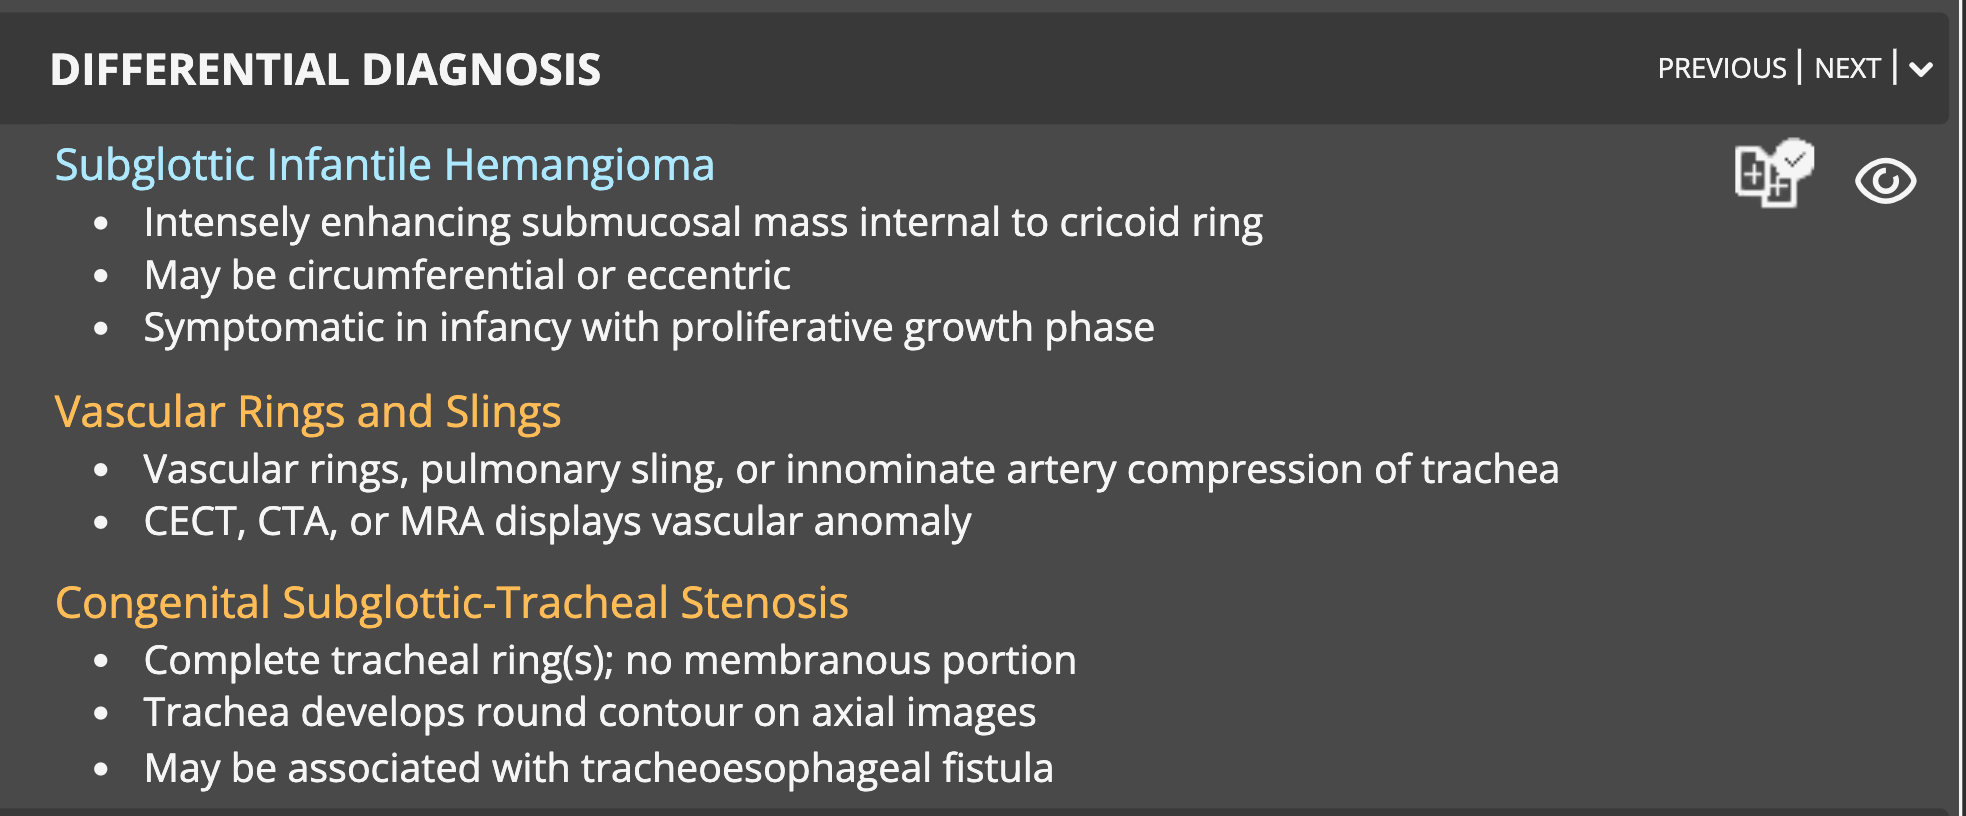 DIFFERENTIAL DIAGNOSIS
PREVIOUS | NEXT |
Subglottic Infantile Hemangioma
• Intensely enhancing submucosal mass internal to cricoid ring
• May be circumferential or eccentric
• Symptomatic in infancy with proliferative growth phase
Vascular Rings and Slings
• Vascular rings, pulmonary sling, or innominate artery compression of trachea
• CECT, CTA, or MRA displays vascular anomaly
Congenital Subglottic-Tracheal Stenosis
• Complete tracheal ring(s); no membranous portion
• Trachea develops round contour on axial images
• May be associated with tracheoesophageal fistula